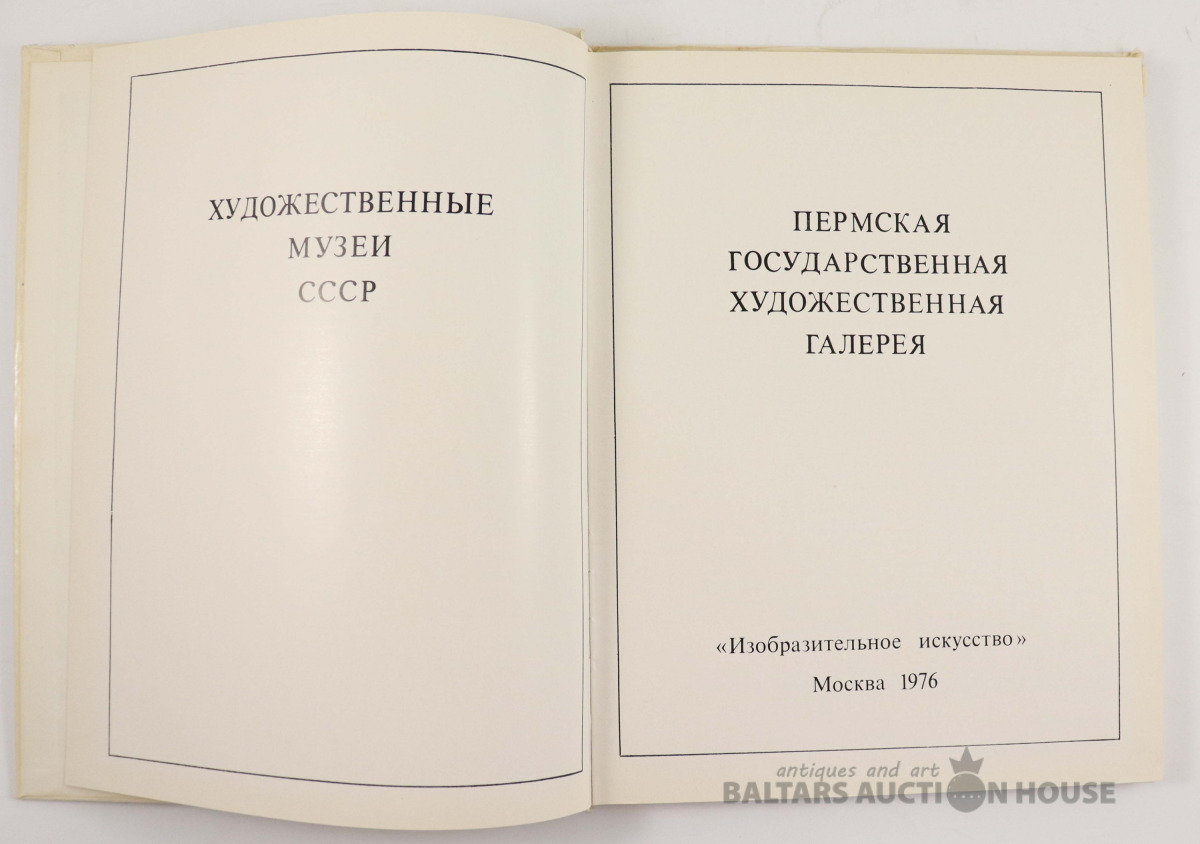 ХУДОЖЕСТВЕННЫЕ
МУЗЕИ
СССР
ПЕРМСКАЯ
ГОСУДАРСТВЕННАЯ
ХУДОЖЕСТВЕННАЯ
ГАЛЕРЕЯ
«Изобразительное искусство»
Москва 1976
antiques and art
BALTARS AUCTION HOUSE